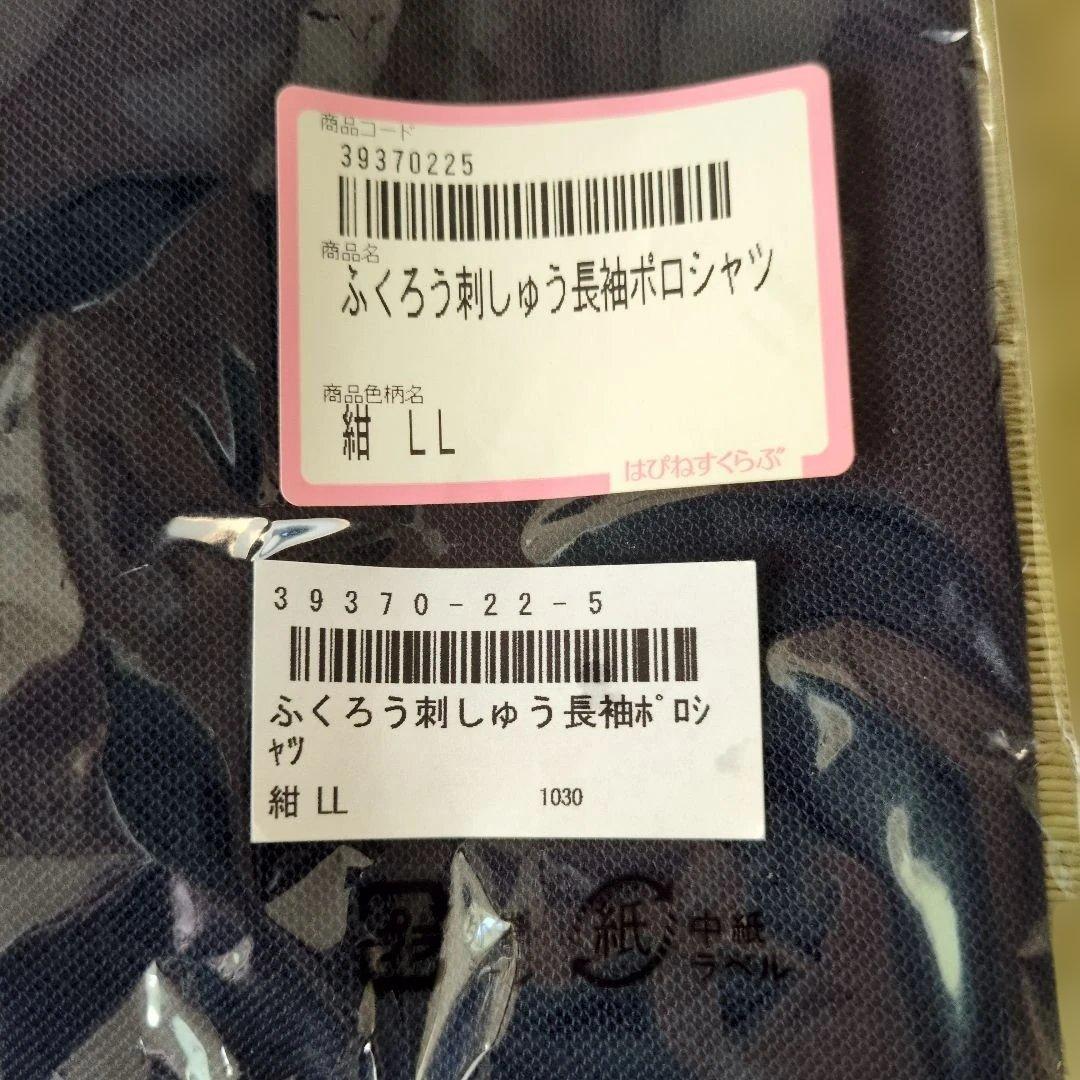 商品コード
39370225
商品名
ふくろう刺しゅう長袖ポロシャツ
商品色柄名
紺 LL
はぴねすくらぶ
39370-22-5
ふくろう刺しゅう長袖ﾎﾟﾛｼ
ｬﾂ
紺 LL 1030
紙
中紙
ラベル